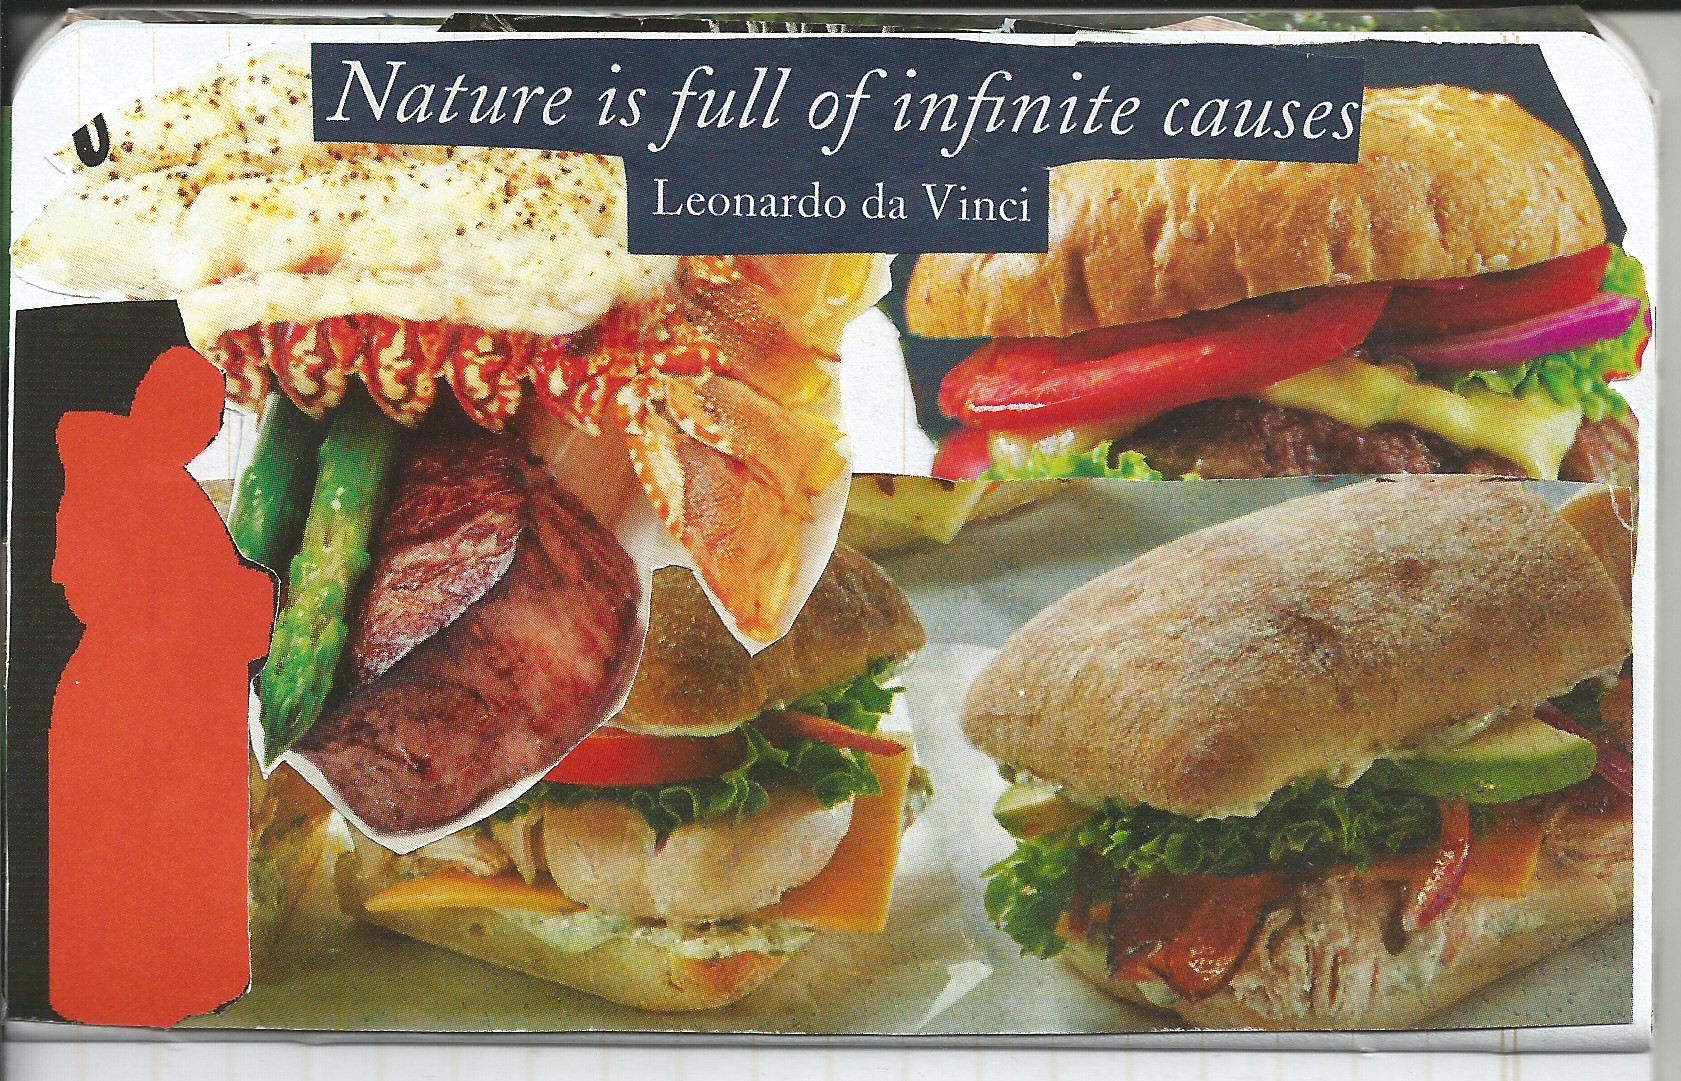 Nature is full of infinite causes
Leonardo da Vinci